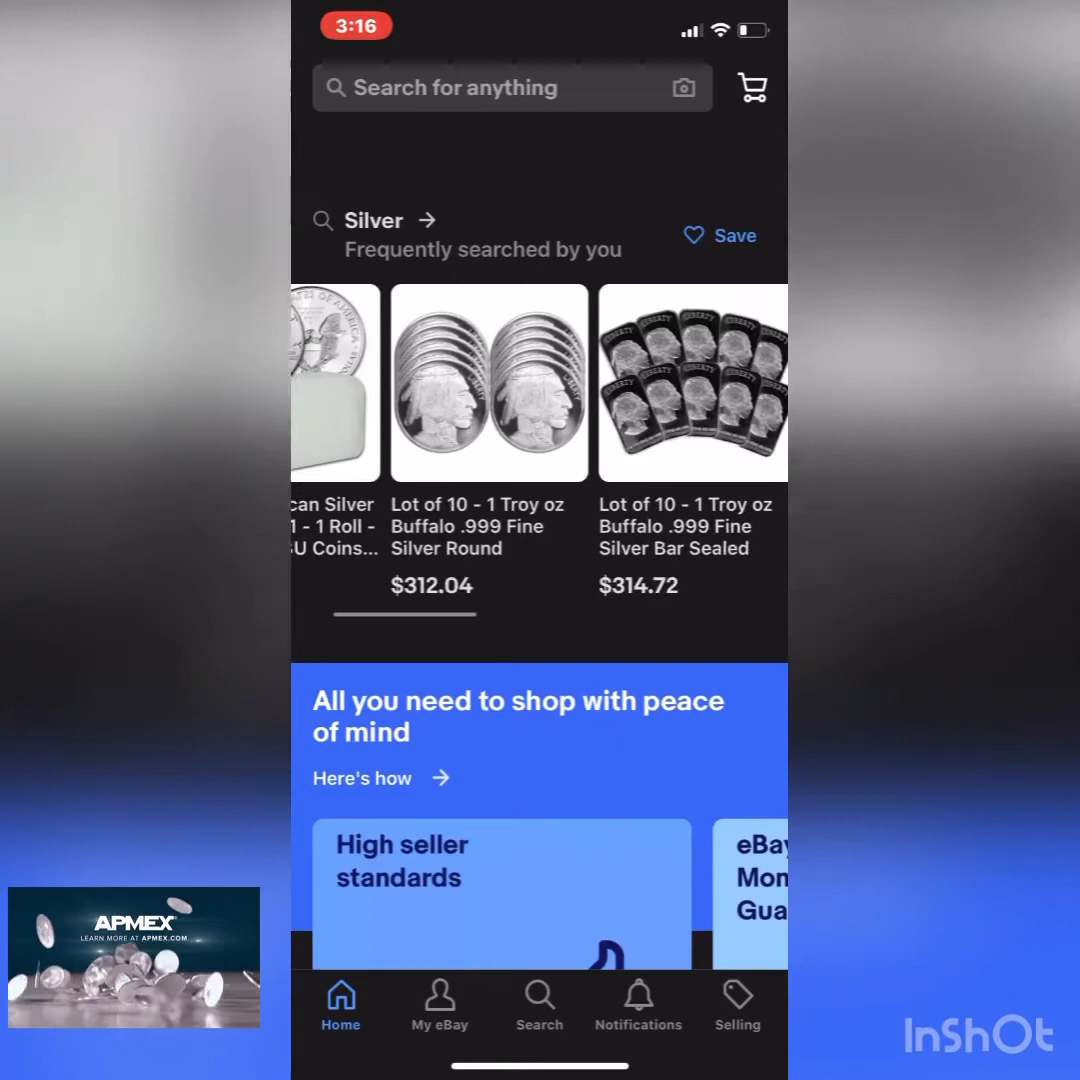 3:16
Search for anything
Silver →
Frequently searched by you
Save
can Silver
1 - 1 Roll -
U Coins...
Lot of 10 - 1 Troy oz
Buffalo .999 Fine
Silver Round
$312.04
Lot of 10 - 1 Troy oz
Buffalo .999 Fine
Silver Bar Sealed
$314.72
All you need to shop with peace
of mind
Here's how →
High seller
standards
eBay
Mon
Gua
APMEX
LEARN MORE AT APMEX.COM
Home
My eBay
Search
Notifications
Selling
InShOt